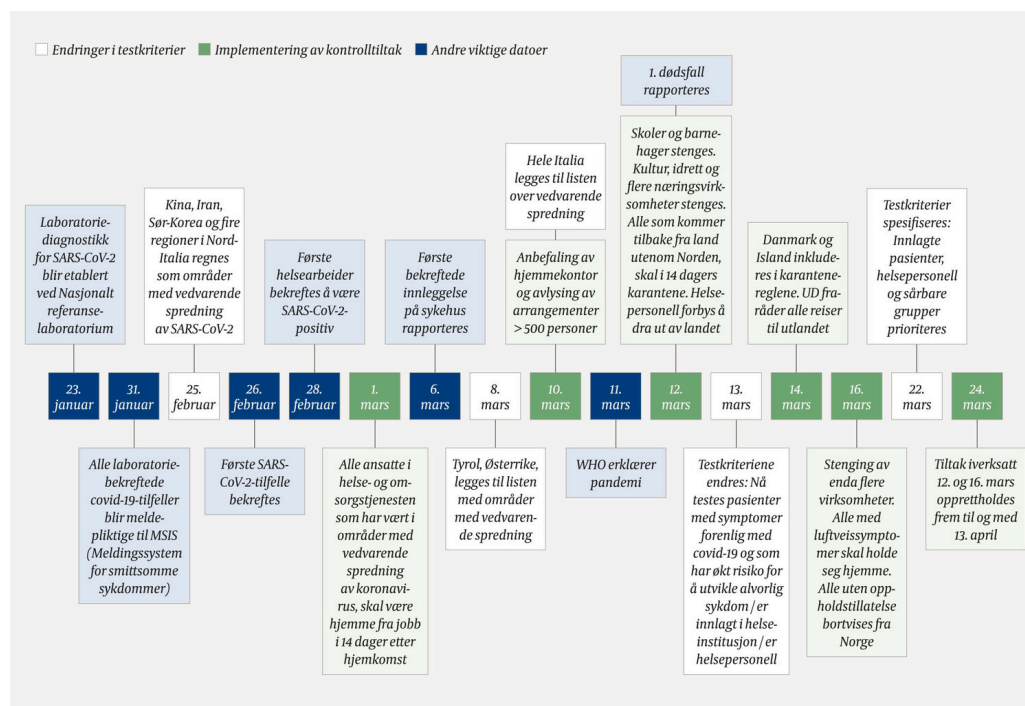 Endringer i testkriterier
Implementering av kontrolltiltak
Andre viktige datoer
Laboratorie-
diagnostikk
for SARS-CoV-2
blir etablert
ved Nasjonalt
referanse-
laboratorium
Kina, Iran,
Sør-Korea og fire
regioner i Nord-
Italia regnes
som områder
med vedvarende
spredning
av SARS-CoV-2
Første
helsearbeider
bekreftes å være
SARS-CoV-2-
positiv
Første
bekreftede
innleggelse
på sykehus
rapporteres
Hele Italia
legges til listen
over vedvarende
spredning
Anbefaling av
hjemmekontor
og avlysing av
arrangementer
> 500 personer
1. dødsfall
rapporteres
Skoler og barne-
hager stenges.
Kultur, idrett og
flere næringsvirk-
somheter stenges.
Alle som kommer
tilbake fra land
utenom Norden,
skal i 14 dagers
karantene. Helse-
personell forbys å
dra ut av landet
Danmark og
Island inklude-
res i karantene-
reglene. UD fra-
råder alle reiser
til utlandet
Testkriterier
spesifiseres:
Innlagte
pasienter,
helsepersonell
og sårbare
grupper
prioriteres
23.
januar
31.
januar
25.
februar
26.
februar
28.
februar
1.
mars
6.
mars
8.
mars
10.
mars
11.
mars
12.
mars
13.
mars
14.
mars
16.
mars
22.
mars
24.
mars
Alle laboratorie-
bekreftede
covid-19-tilfeller
blir melde-
pliktige til MSIS
(Meldingssystem
for smittsomme
sykdommer)
Første SARS-
CoV-2-tilfelle
bekreftes
Alle ansatte i
helse- og om-
sorgstjenesten
som har vært i
områder med
vedvarende
spredning
av koronavi-
rus, skal være
hjemme fra jobb
i 14 dager etter
hjemkomst
Tyrol, Østerrike,
legges til listen
med områder
med vedvaren-
de spredning
WHO erklærer
pandemi
Testkriteriene
endres: Nå
testes pasienter
med symptomer
forenlig med
covid-19 og som
har økt risiko for
å utvikle alvorlig
sykdom / er
innlagt i helse-
institusjon / er
helsepersonell
Stenging av
enda flere
virksomheter.
Alle med
luftveissympto-
mer skal holde
seg hjemme.
Alle uten opp-
holdstillatelse
bortvises fra
Norge
Tiltak iverksatt
12. og 16. mars
opprettholdes
frem til og med
13. april